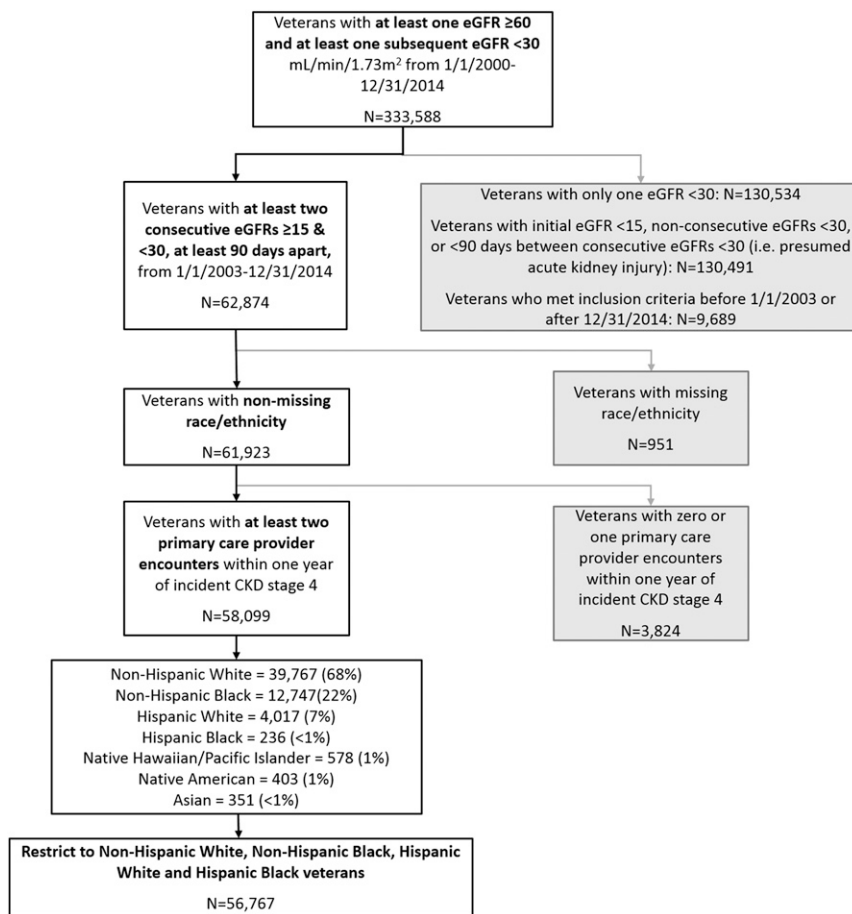 Veterans with at least one eGFR ≥60
and at least one subsequent eGFR <30
mL/min/1.73m² from 1/1/2000-
12/31/2014
N=333,588
Veterans with at least two
consecutive eGFRs ≥15 &
<30, at least 90 days apart,
from 1/1/2003-12/31/2014
N=62,874
Veterans with only one eGFR <30: N=130,534
Veterans with initial eGFR <15, non-consecutive eGFRs <30,
or <90 days between consecutive eGFRs <30 (i.e. presumed
acute kidney injury): N=130,491
Veterans who met inclusion criteria before 1/1/2003 or
after 12/31/2014: N=9,689
Veterans with non-missing
race/ethnicity
N=61,923
Veterans with missing
race/ethnicity
N=951
Veterans with at least two
primary care provider
encounters within one year
of incident CKD stage 4
N=58,099
Veterans with zero or
one primary care
provider encounters
within one year of
incident CKD stage 4
N=3,824
Non-Hispanic White = 39,767 (68%)
Non-Hispanic Black = 12,747(22%)
Hispanic White = 4,017 (7%)
Hispanic Black = 236 (<1%)
Native Hawaiian/Pacific Islander = 578 (1%)
Native American = 403 (1%)
Asian = 351 (<1%)
Restrict to Non-Hispanic White, Non-Hispanic Black, Hispanic
White and Hispanic Black veterans
N=56,767